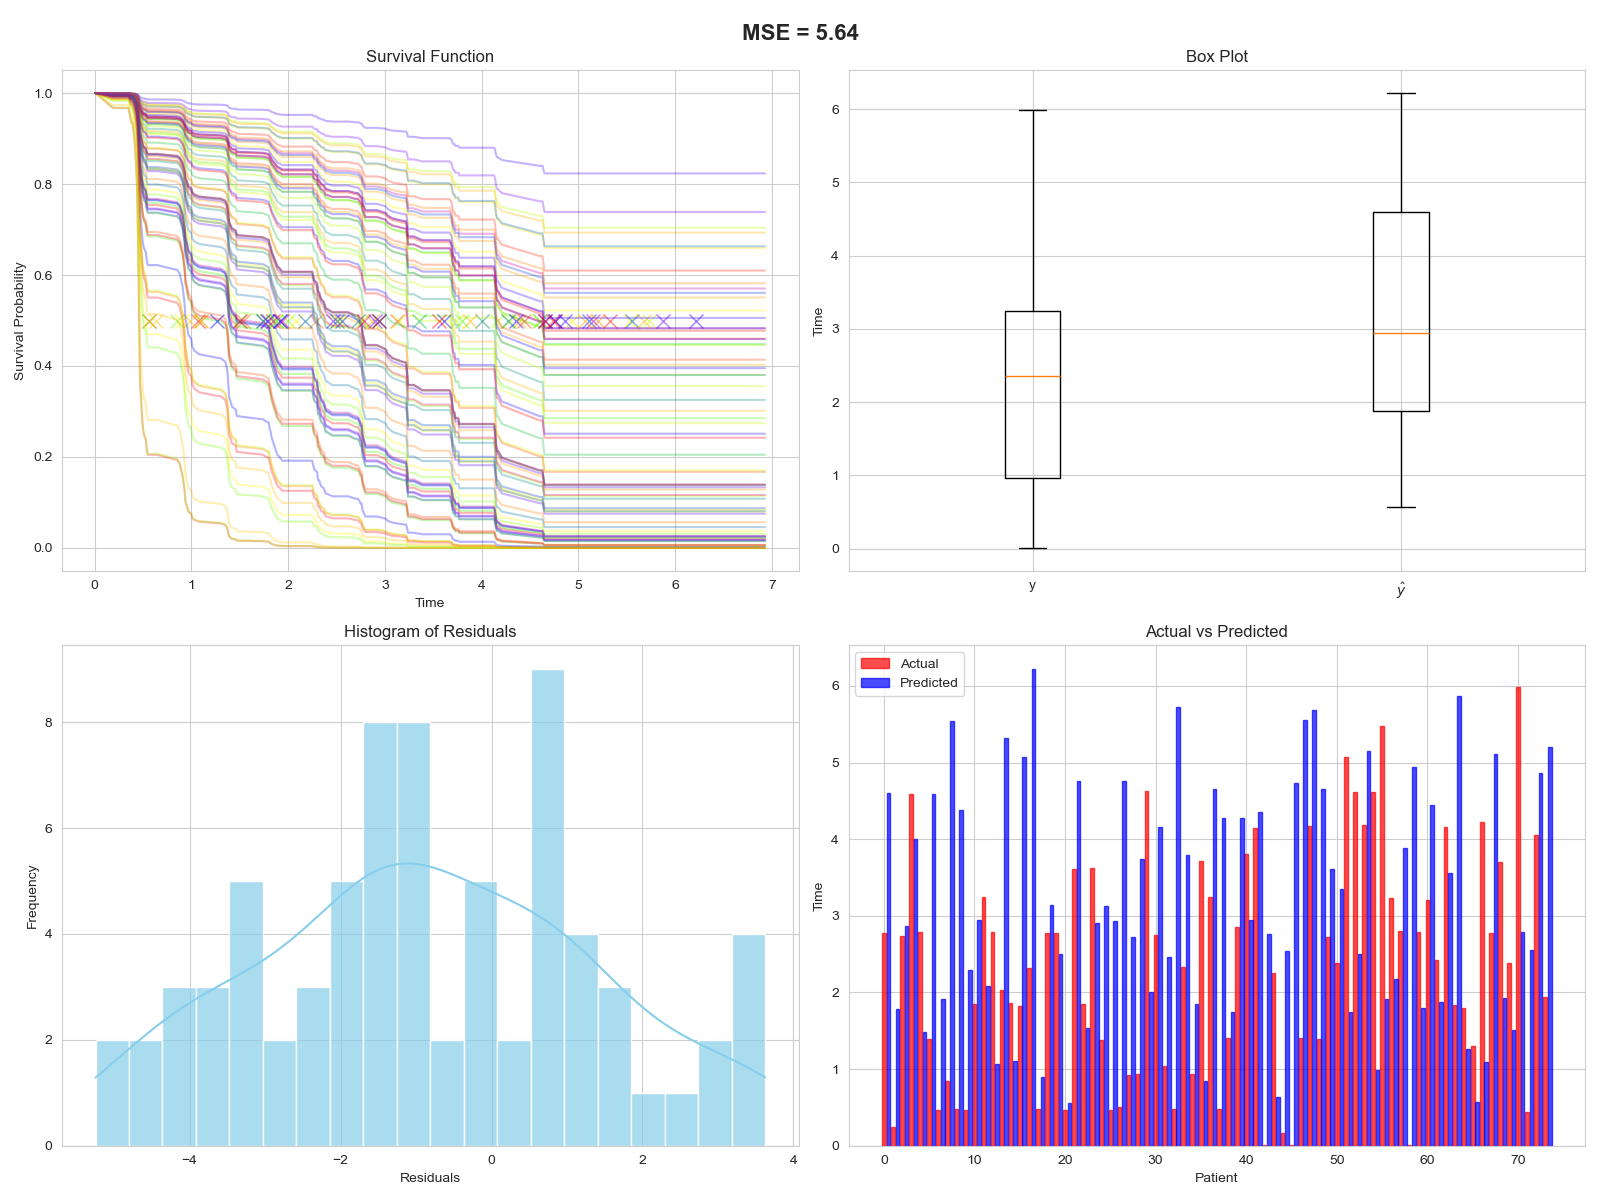 MSE = 5.64
Survival Function
1.0
0.8
0.6
0.4
0.2
0.0
Survival Probability
0 1 2 3 4 5 6 7
Time
Box Plot
6
5
4
3
2
1
0
Time
y ŷ
Histogram of Residuals
8
6
4
2
0
Frequency
−4 −2 0 2 4
Residuals
Actual vs Predicted
Actual
Predicted
6
5
4
3
2
1
0
Time
0 10 20 30 40 50 60 70
Patient